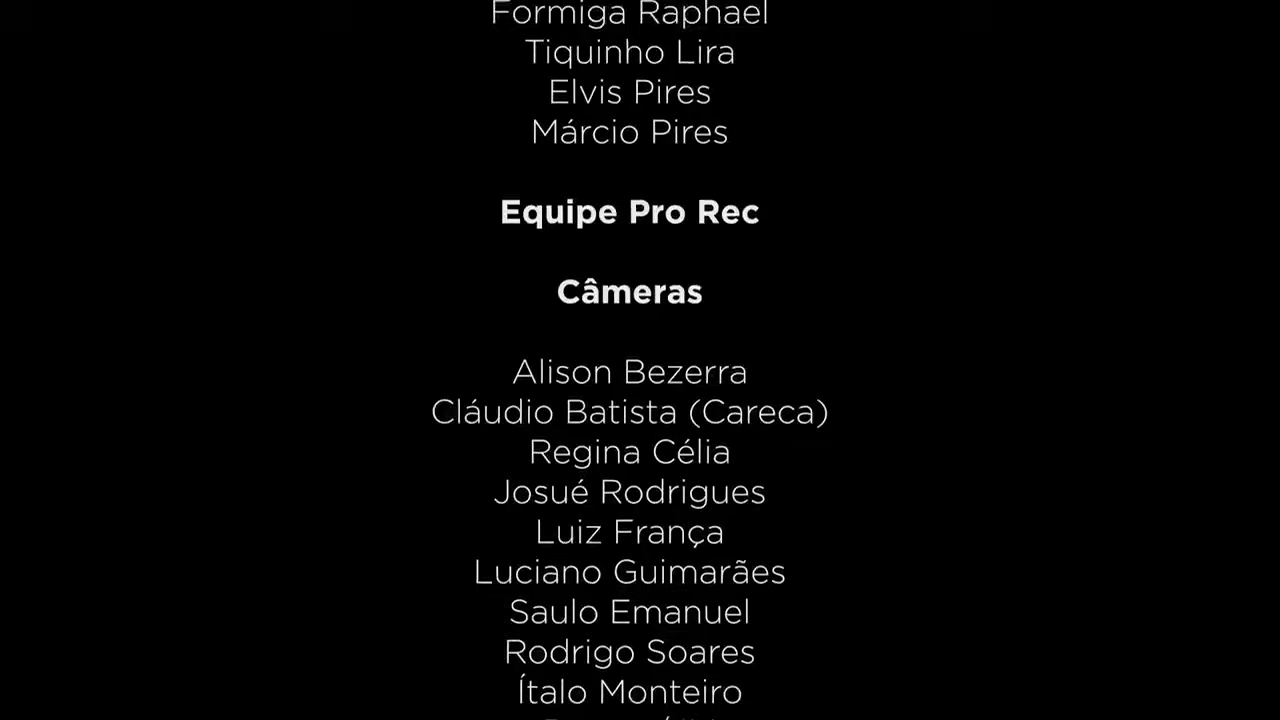 Formiga Raphael
Tiquinho Lira
Elvis Pires
Márcio Pires
Equipe Pro Rec
Câmeras
Alison Bezerra
Cláudio Batista (Careca)
Regina Célia
Josué Rodrigues
Luiz França
Luciano Guimarães
Saulo Emanuel
Rodrigo Soares
Ítalo Monteiro